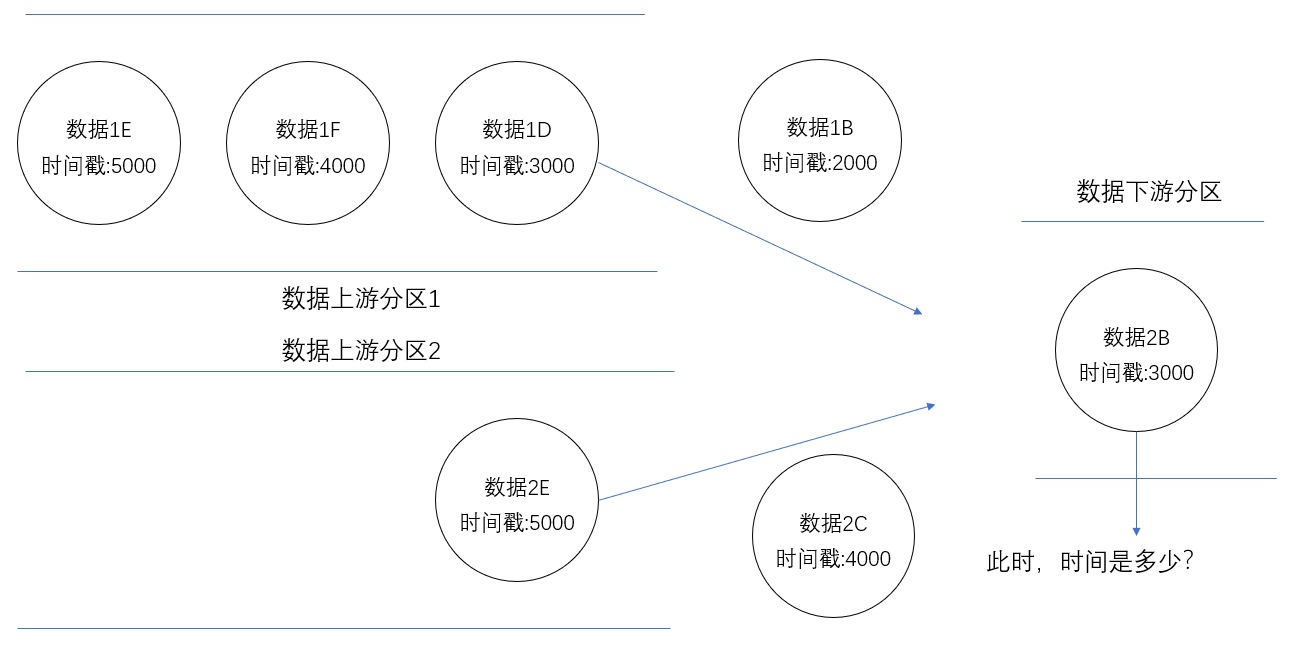 数据1E
时间戳:5000
数据1F
时间戳:4000
数据1D
时间戳:3000
数据1B
时间戳:2000
数据下游分区
数据上游分区1
数据上游分区2
数据2B
时间戳:3000
数据2E
时间戳:5000
数据2C
时间戳:4000
此时，时间是多少?